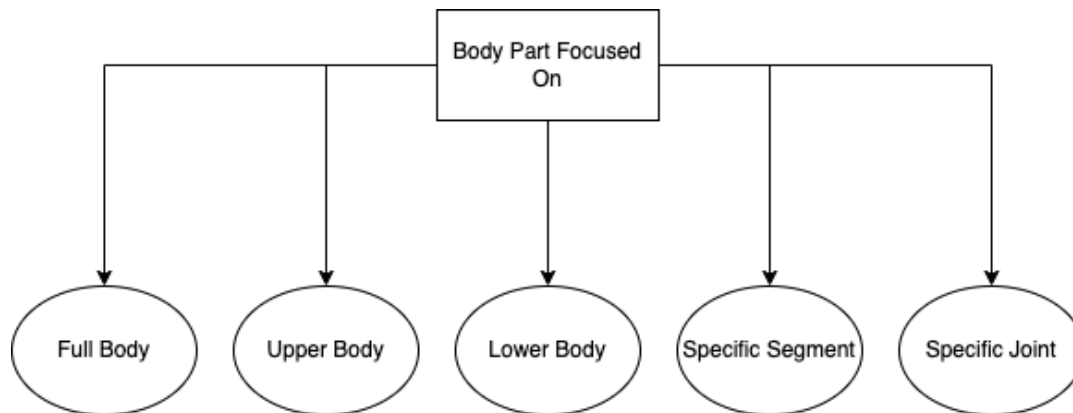 Body Part Focused
On
Full Body
Upper Body
Lower Body
Specific Segment
Specific Joint